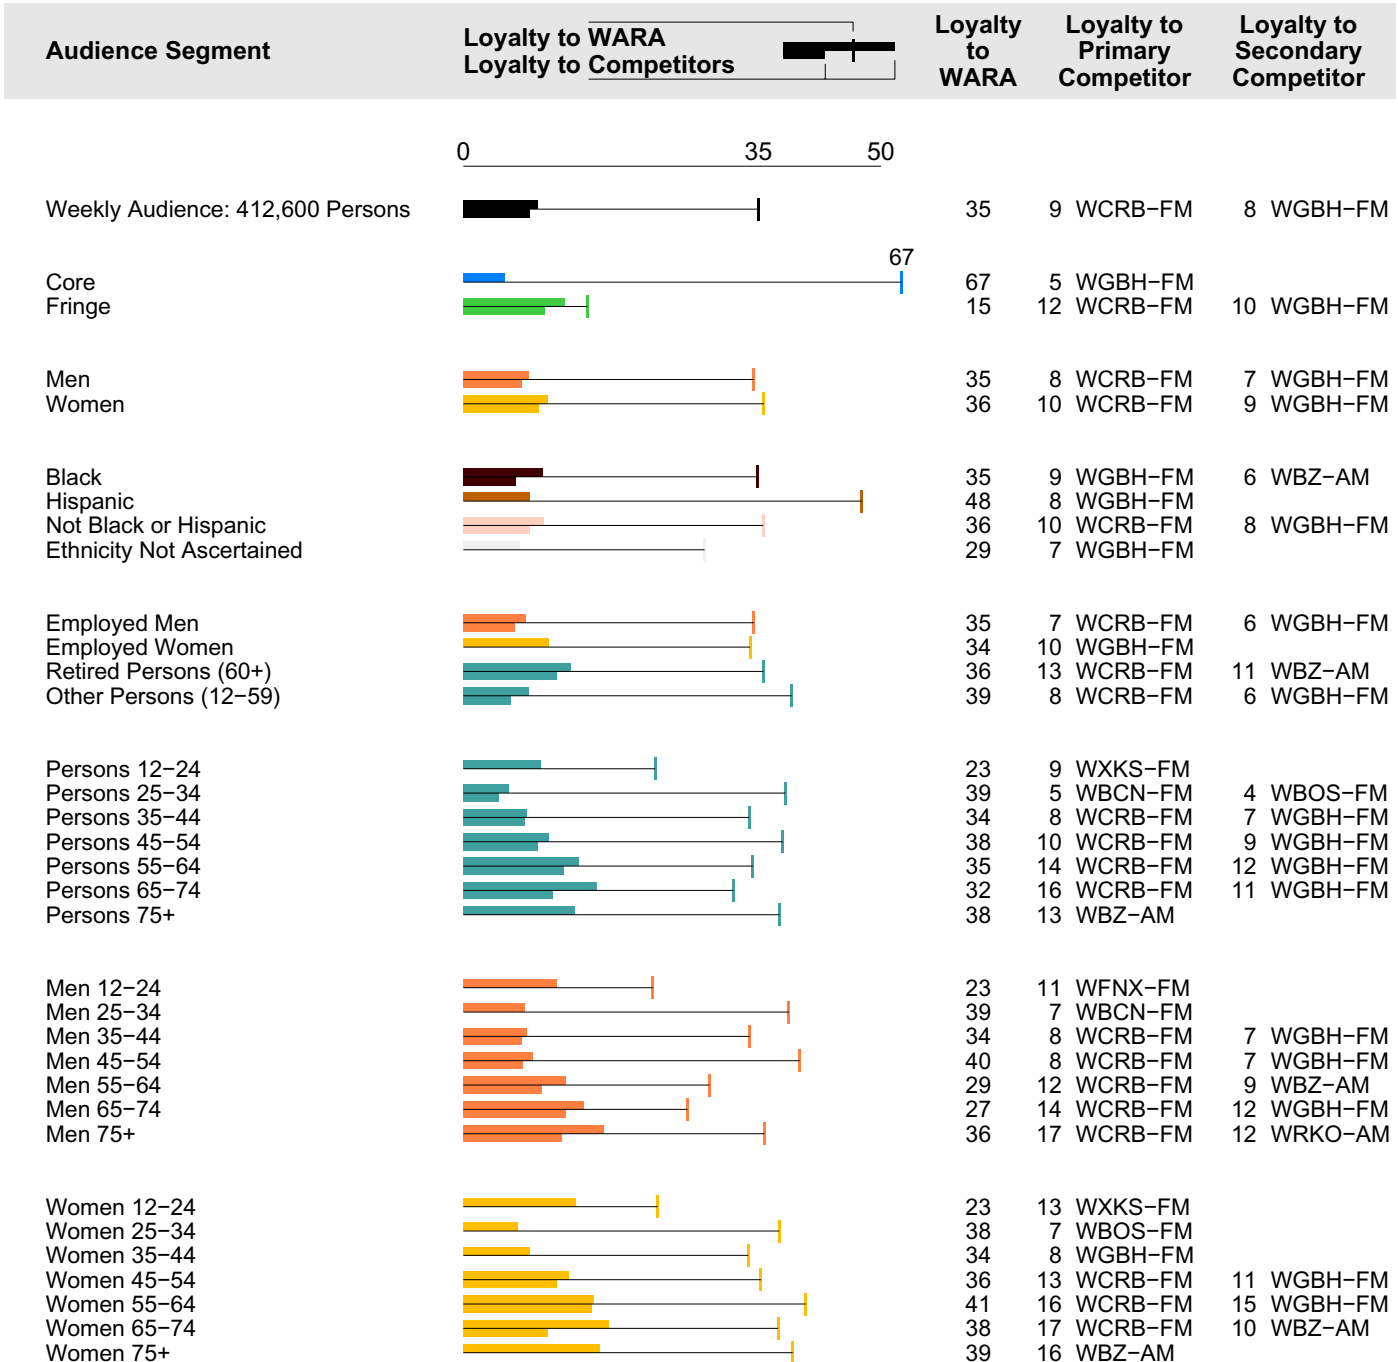 Audience Segment
Loyalty to WARA
Loyalty to Competitors
Loyalty to WARA
Loyalty to Primary Competitor
Loyalty to Secondary Competitor
0 35 50
Weekly Audience: 412,600 Persons 35 9 WCRB−FM 8 WGBH−FM
67
Core 67 5 WGBH−FM
Fringe 15 12 WCRB−FM 10 WGBH−FM
Men 35 8 WCRB−FM 7 WGBH−FM
Women 36 10 WCRB−FM 9 WGBH−FM
Black 35 9 WGBH−FM 6 WBZ−AM
Hispanic 48 8 WGBH−FM
Not Black or Hispanic 36 10 WCRB−FM 8 WGBH−FM
Ethnicity Not Ascertained 29 7 WGBH−FM
Employed Men 35 7 WCRB−FM 6 WGBH−FM
Employed Women 34 10 WGBH−FM
Retired Persons (60+) 36 13 WCRB−FM 11 WBZ−AM
Other Persons (12−59) 39 8 WCRB−FM 6 WGBH−FM
Persons 12−24 23 9 WXKS−FM
Persons 25−34 39 5 WBCN−FM 4 WBOS−FM
Persons 35−44 34 8 WCRB−FM 7 WGBH−FM
Persons 45−54 38 10 WCRB−FM 9 WGBH−FM
Persons 55−64 35 14 WCRB−FM 12 WGBH−FM
Persons 65−74 32 16 WCRB−FM 11 WGBH−FM
Persons 75+ 38 13 WBZ−AM
Men 12−24 23 11 WFNX−FM
Men 25−34 39 7 WBCN−FM
Men 35−44 34 8 WCRB−FM 7 WGBH−FM
Men 45−54 40 8 WCRB−FM 7 WGBH−FM
Men 55−64 29 12 WCRB−FM 9 WBZ−AM
Men 65−74 27 14 WCRB−FM 12 WGBH−FM
Men 75+ 36 17 WCRB−FM 12 WRKO−AM
Women 12−24 23 13 WXKS−FM
Women 25−34 38 7 WBOS−FM
Women 35−44 34 8 WGBH−FM
Women 45−54 36 13 WCRB−FM 11 WGBH−FM
Women 55−64 41 16 WCRB−FM 15 WGBH−FM
Women 65−74 38 17 WCRB−FM 10 WBZ−AM
Women 75+ 39 16 WBZ−AM